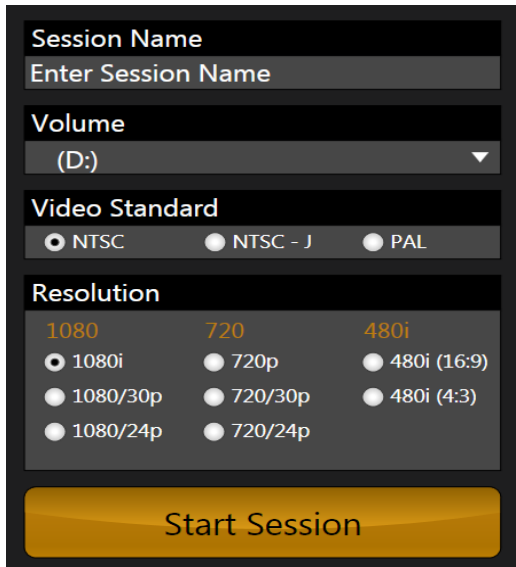 Session Name
Enter Session Name
Volume
(D:)
Video Standard
NTSC NTSC - J PAL
Resolution
1080 720 480i
1080i 720p 480i (16:9)
1080/30p 720/30p 480i (4:3)
1080/24p 720/24p
Start Session